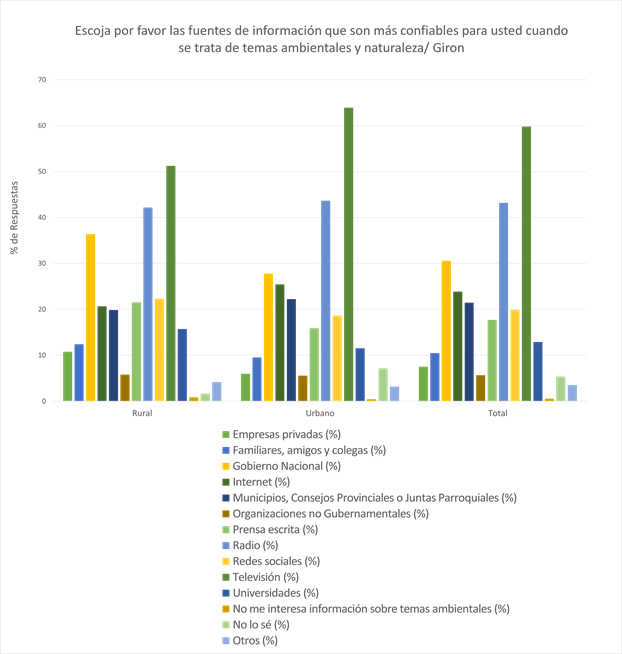 Escoja por favor las fuentes de información que son más confiables para usted cuando
se trata de temas ambientales y naturaleza/ Giron
70
60
50
40
30
20
10
0
% de Respuestas
Rural
Urbano
Total
Empresas privadas (%)
Familiares, amigos y colegas (%)
Gobierno Nacional (%)
Internet (%)
Municipios, Consejos Provinciales o Juntas Parroquiales (%)
Organizaciones no Gubernamentales (%)
Prensa escrita (%)
Radio (%)
Redes sociales (%)
Televisión (%)
Universidades (%)
No me interesa información sobre temas ambientales (%)
No lo sé (%)
Otros (%)